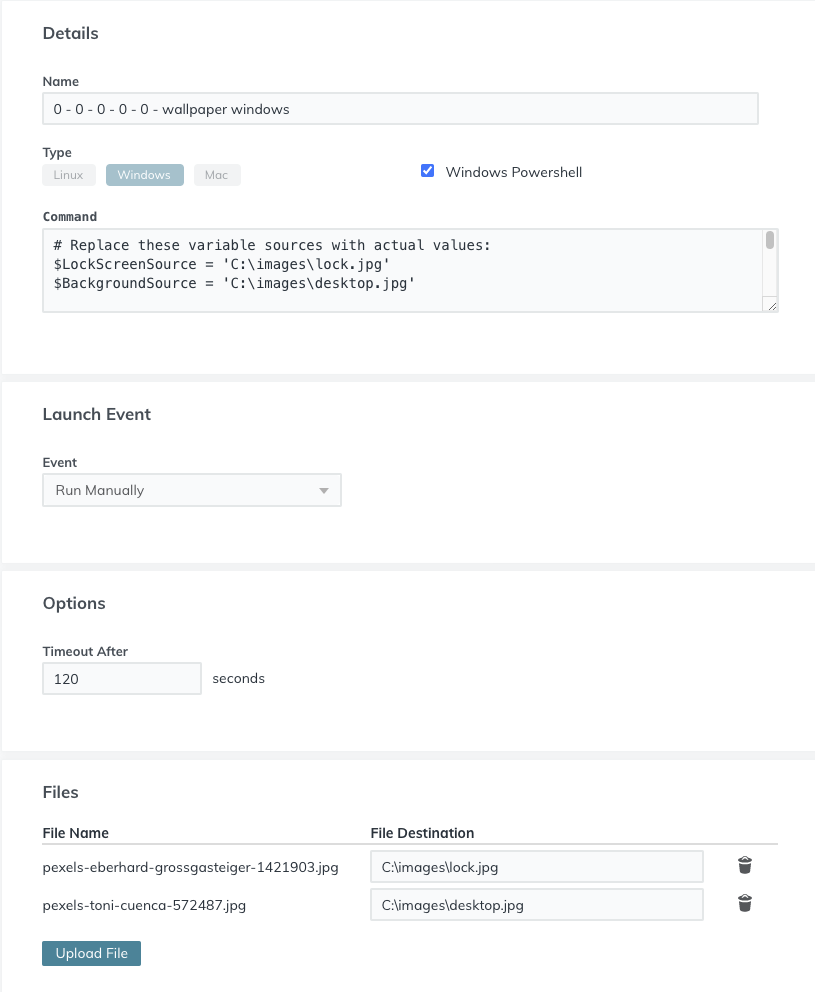 Details
Name
0 - 0 - 0 - 0 - 0 - wallpaper windows
Type
Linux Windows Mac Windows Powershell
Command
# Replace these variable sources with actual values:
$LockScreenSource = 'C:\images\lock.jpg'
$BackgroundSource = 'C:\images\desktop.jpg'
Launch Event
Event
Run Manually
Options
Timeout After
120 seconds
Files
File Name File Destination
pexels-eberhard-grossgasteiger-1421903.jpg C:\images\lock.jpg
pexels-toni-cuenca-572487.jpg C:\images\desktop.jpg
Upload File